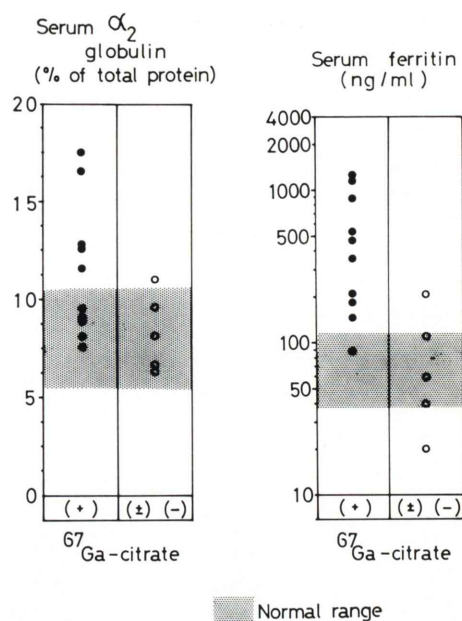 Serum α₂
globulin
(% of total protein)
20
15
10
5
0
(+) (±) (-)
⁶⁷Ga-citrate
Serum ferritin
(ng/ml)
4000
2000
1000
500
100
50
10
(+) (±) (-)
⁶⁷Ga-citrate
Normal range